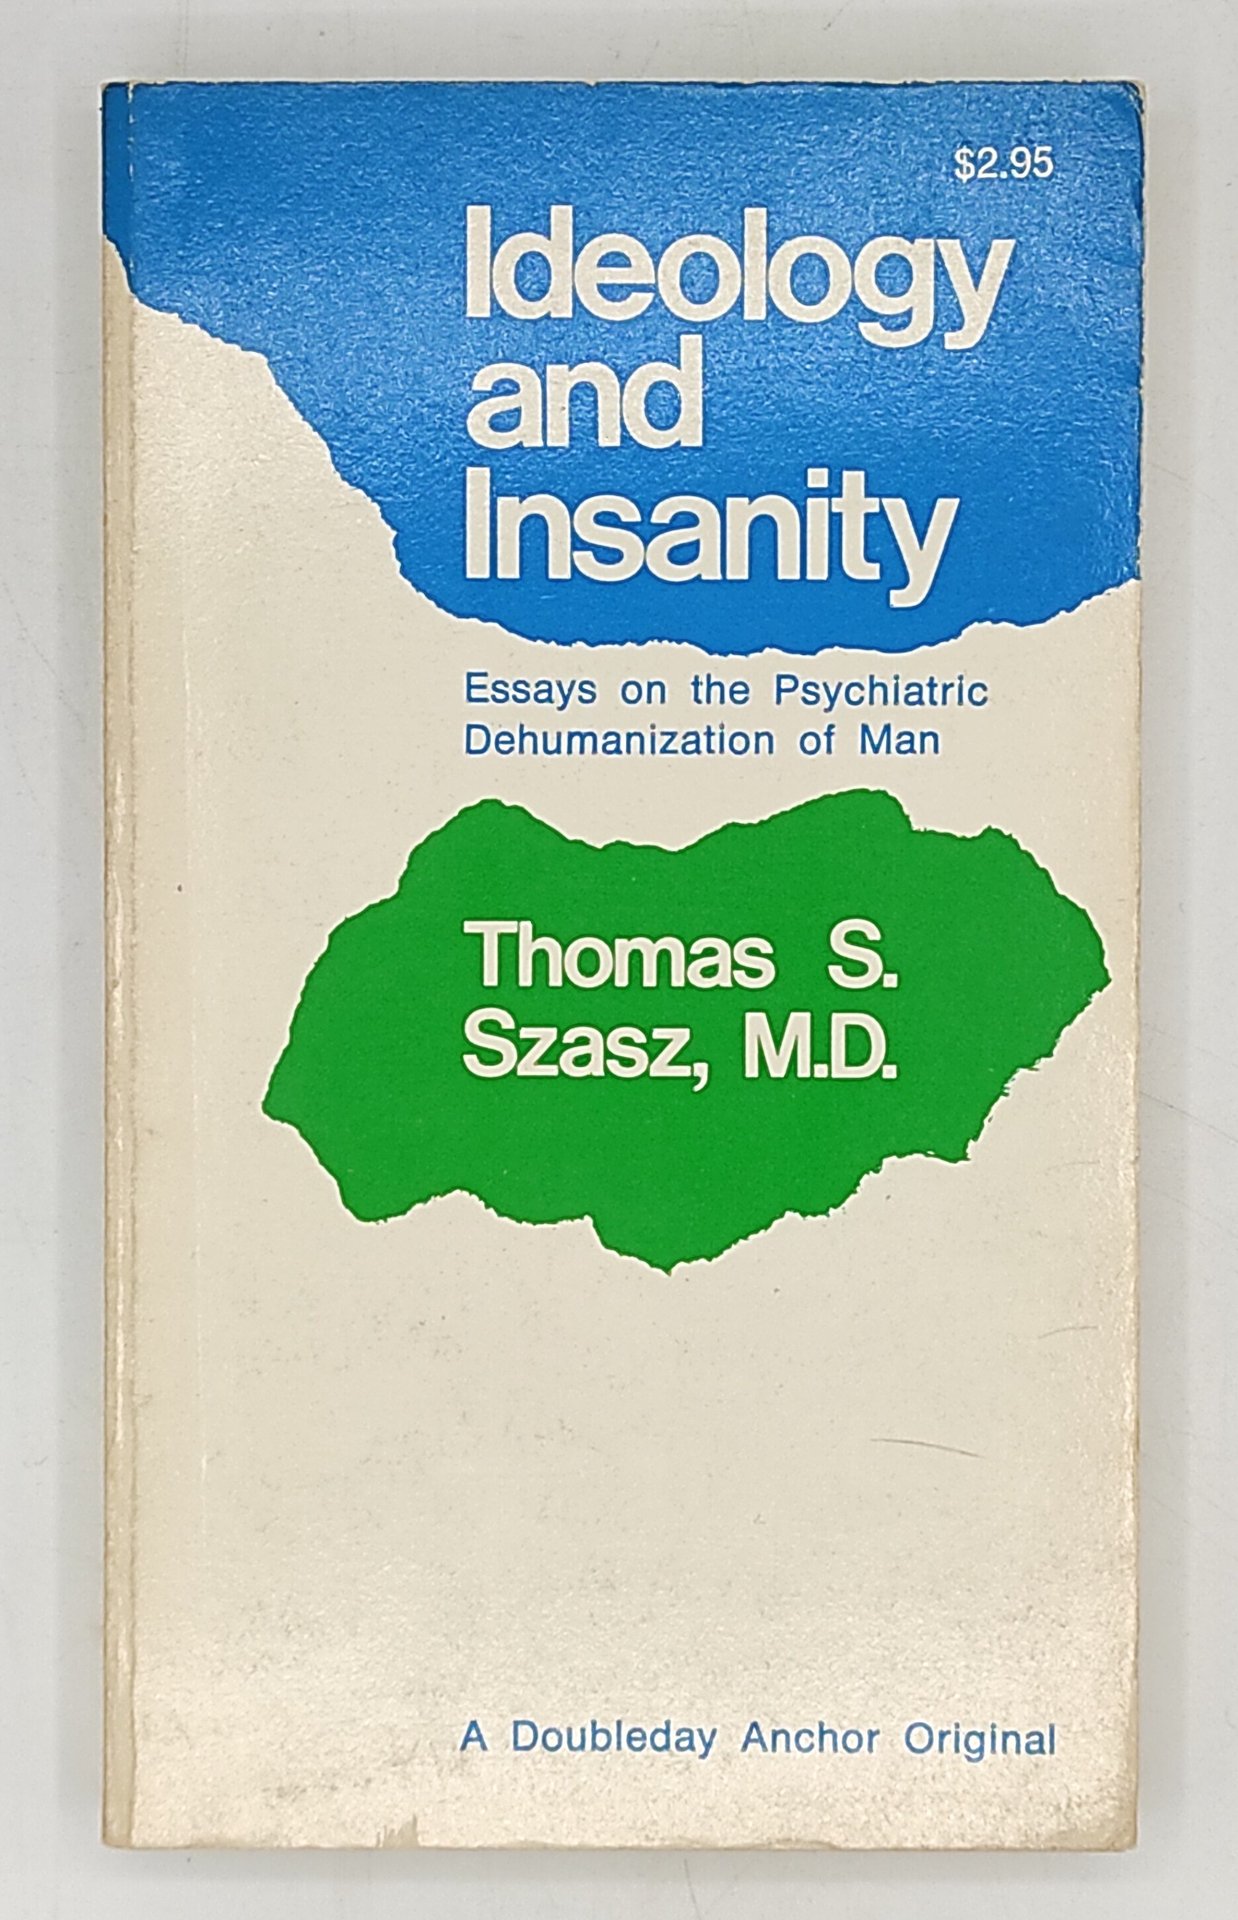 $2.95
Ideology
and
Insanity
Essays on the Psychiatric
Dehumanization of Man
Thomas S.
Szasz, M.D.
A Doubleday Anchor Original